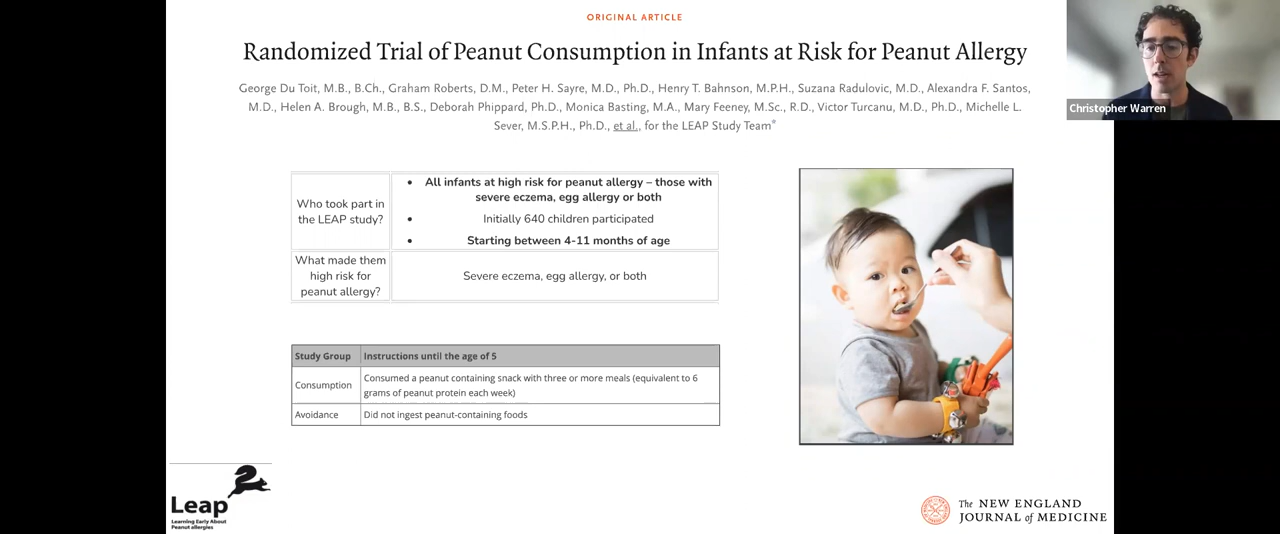 ORIGINAL ARTICLE
Randomized Trial of Peanut Consumption in Infants at Risk for Peanut Allergy
George Du Toit, M.B., B.Ch., Graham Roberts, D.M., Peter H. Sayre, M.D., Ph.D., Henry T. Bahnson, M.P.H., Suzana Radulovic, M.D., Alexandra F. Santos,
M.D., Helen A. Brough, M.B., B.S., Deborah Phippard, Ph.D., Monica Basting, M.A., Mary Feeney, M.Sc., R.D., Victor Turcanu, M.D., Ph.D., Michelle L.
Sever, M.S.P.H., Ph.D., et al., for the LEAP Study Team*
Christopher Warren
Who took part in
the LEAP study?
• All infants at high risk for peanut allergy – those with
severe eczema, egg allergy or both
• Initially 640 children participated
• Starting between 4-11 months of age
What made them
high risk for
peanut allergy?
Severe eczema, egg allergy, or both
Study Group Instructions until the age of 5
Consumption Consumed a peanut containing snack with three or more meals (equivalent to 6
grams of peanut protein each week)
Avoidance Did not ingest peanut-containing foods
Leap
Learning Early About
Peanut allergies
The NEW ENGLAND
JOURNAL of MEDICINE